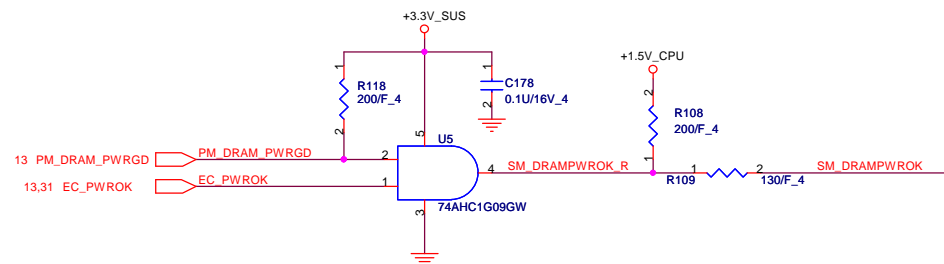 +3.3V_SUS
+1.5V_CPU
1
R118
200/F_4
2
1
C178
0.1U/16V_4
2
2
R108
200/F_4
1
5
U5
13 PM_DRAM_PWRGD
PM_DRAM_PWRGD
2
4
SM_DRAMPWROK_R
1
2
SM_DRAMPWROK
R109
130/F_4
13,31 EC_PWROK
EC_PWROK
1
3
74AHC1G09GW